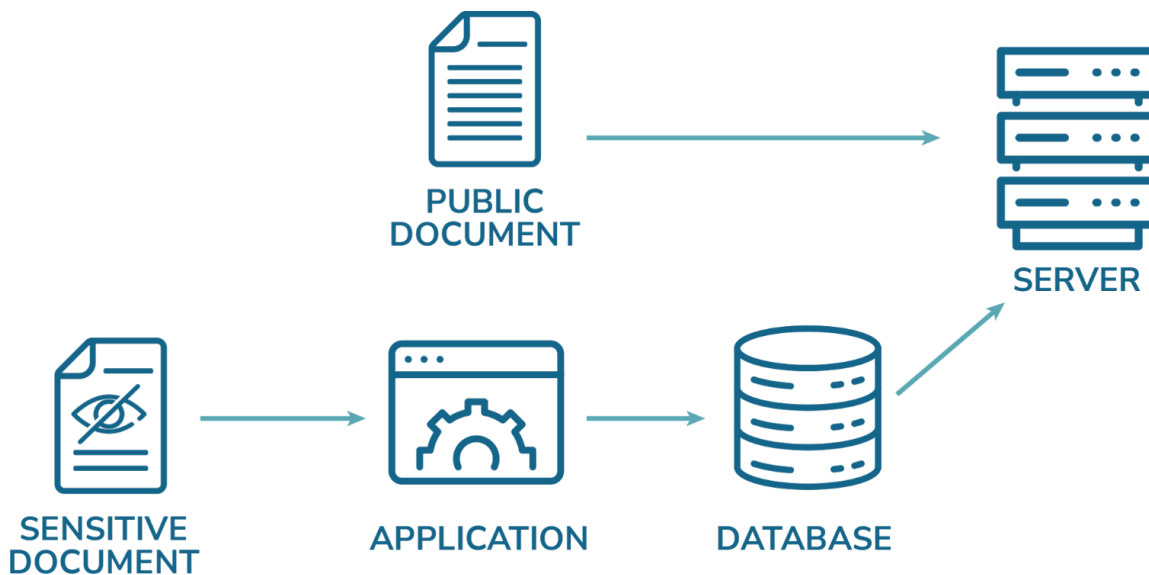 PUBLIC
DOCUMENT
SERVER
SENSITIVE
DOCUMENT
APPLICATION
DATABASE